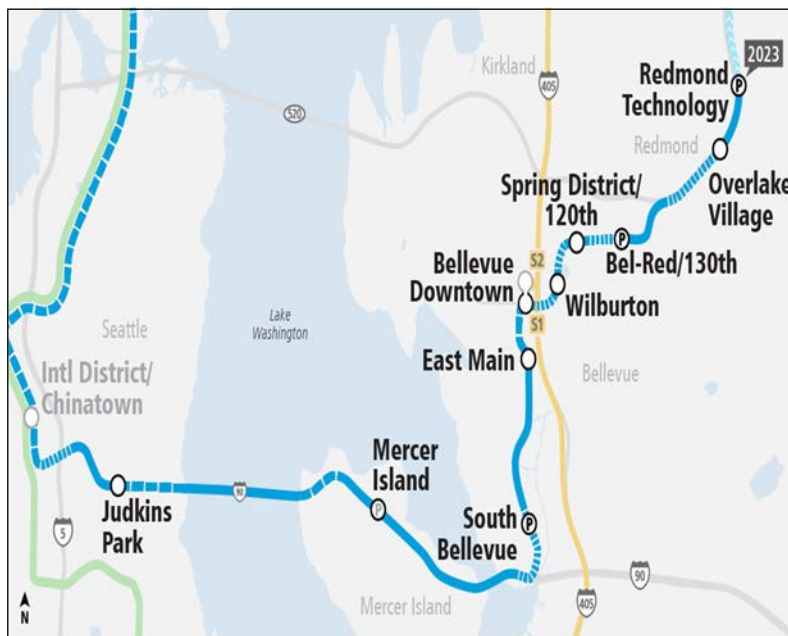 2023
Redmond
Technology
Kirkland
405
520
Redmond
Overlake
Village
Spring District/
120th
Bel-Red/130th
S2
Bellevue
Downtown
Wilburton
S1
Lake
Washington
Seattle
East Main
Bellevue
Intl District/
Chinatown
Mercer
Island
P
P
P
P
90
Judkins
Park
South
Bellevue
5
90
Mercer Island
405
N